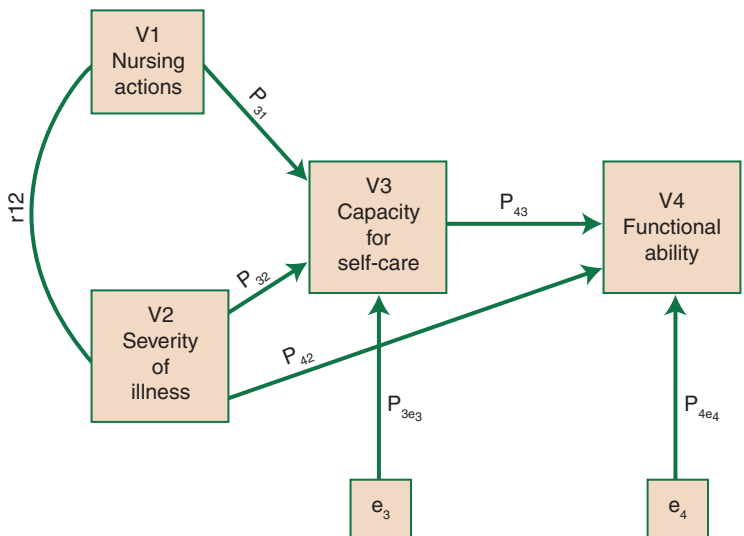 V1
Nursing
actions
P₃₁
r12
V3
Capacity
for
self-care
P₄₃
V4
Functional
ability
P₃₂
V2
Severity
of
illness
P₄₂
P₃ₑ₃
P₄ₑ₄
e₃
e₄